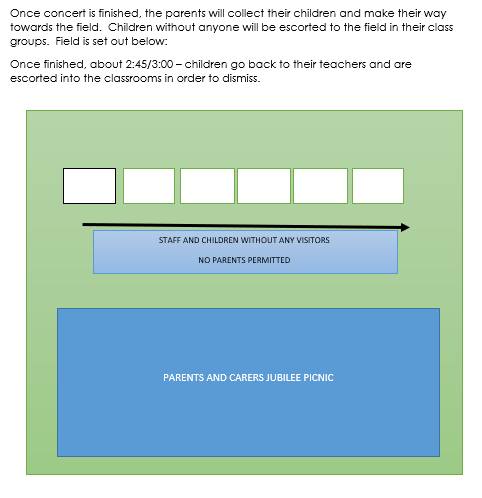 Once concert is finished, the parents will collect their children and make their way
towards the field.  Children without anyone will be escorted to the field in their class
groups.  Field is set out below:
Once finished, about 2:45/3:00 – children go back to their teachers and are
escorted into the classrooms in order to dismiss.
STAFF AND CHILDREN WITHOUT ANY VISITORS
NO PARENTS PERMITTED
PARENTS AND CARERS JUBILEE PICNIC